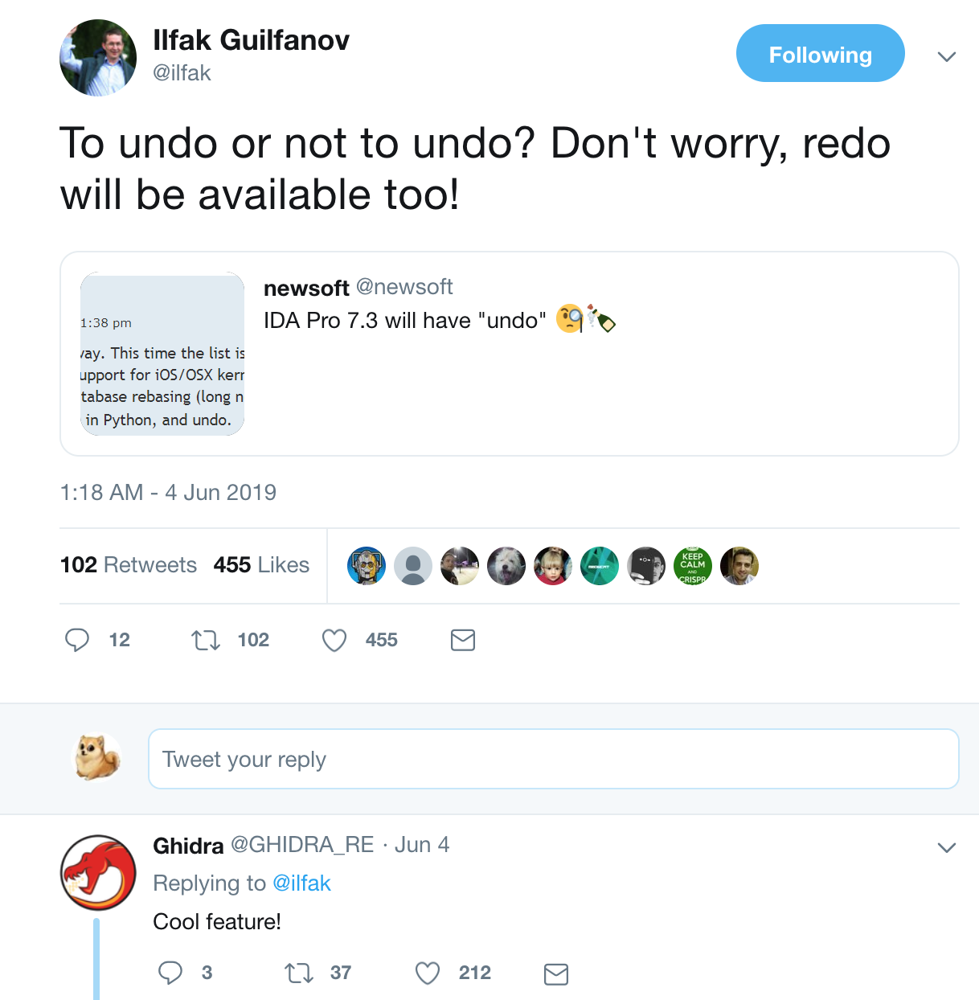 Ilfak Guilfanov
@ilfak
Following
To undo or not to undo? Don't worry, redo
will be available too!
newsoft @newsoft
IDA Pro 7.3 will have "undo" 🧐🍾
1:38 pm
vay. This time the list is
upport for iOS/OSX kerr
tabase rebasing (long n
in Python, and undo.
1:18 AM - 4 Jun 2019
102 Retweets 455 Likes
KEEP
CALM
AND
CRISPR
12 102 455
Tweet your reply
Ghidra @GHIDRA_RE · Jun 4
Replying to @ilfak
Cool feature!
3 37 212